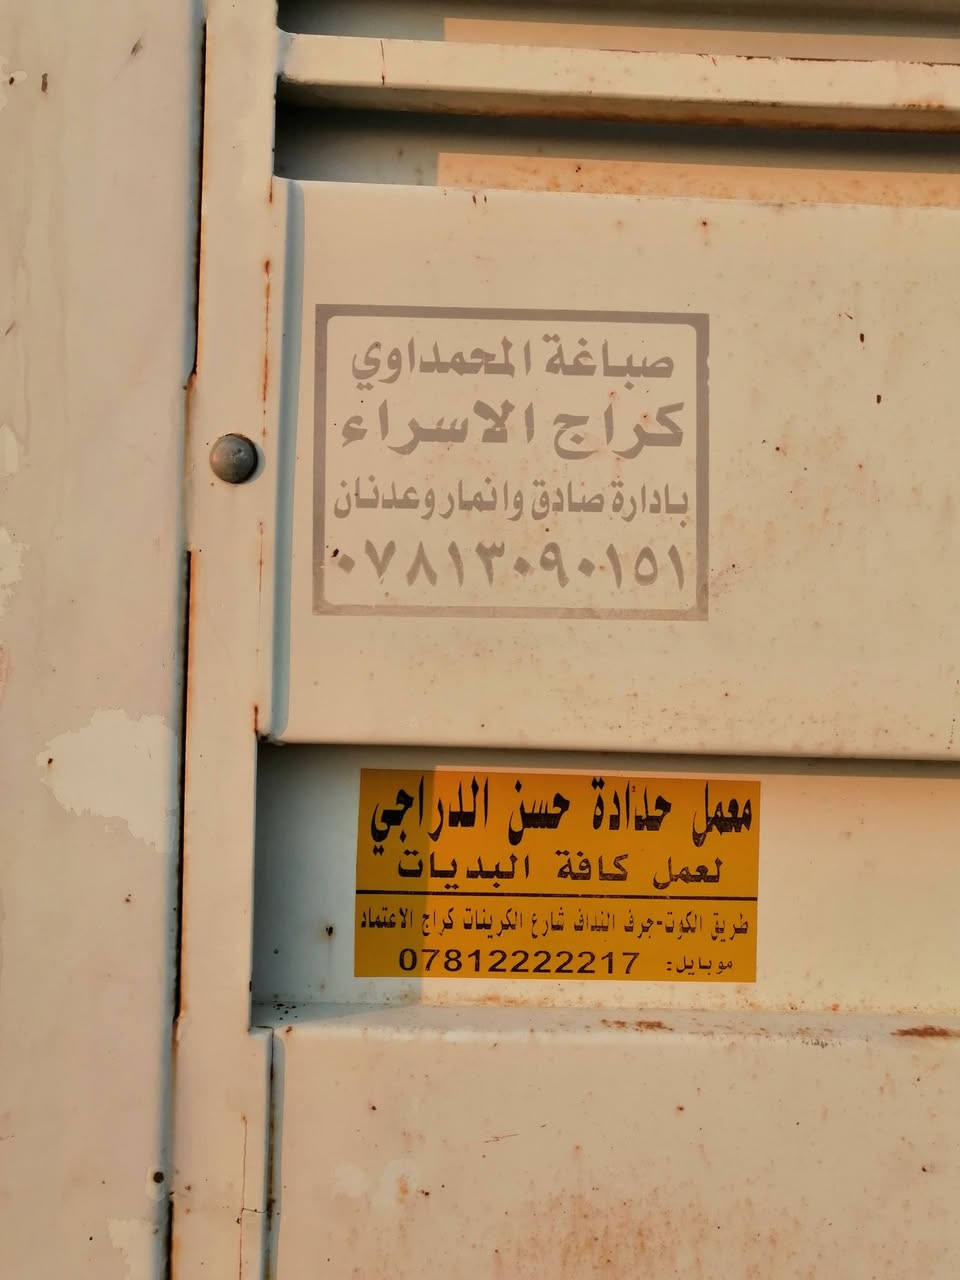 صباغة المحمداوي
كراج الاسراء
بادارة صادق وانمار وعدنان
٠٧٨١٣٠٩٠١٥١
معمل حدادة حسن الدراجي
لعمل كافة البديات
طريق الكوت-جرف النداف شارع الكرينات كراج الاعتماد
موبايل: 07812222217